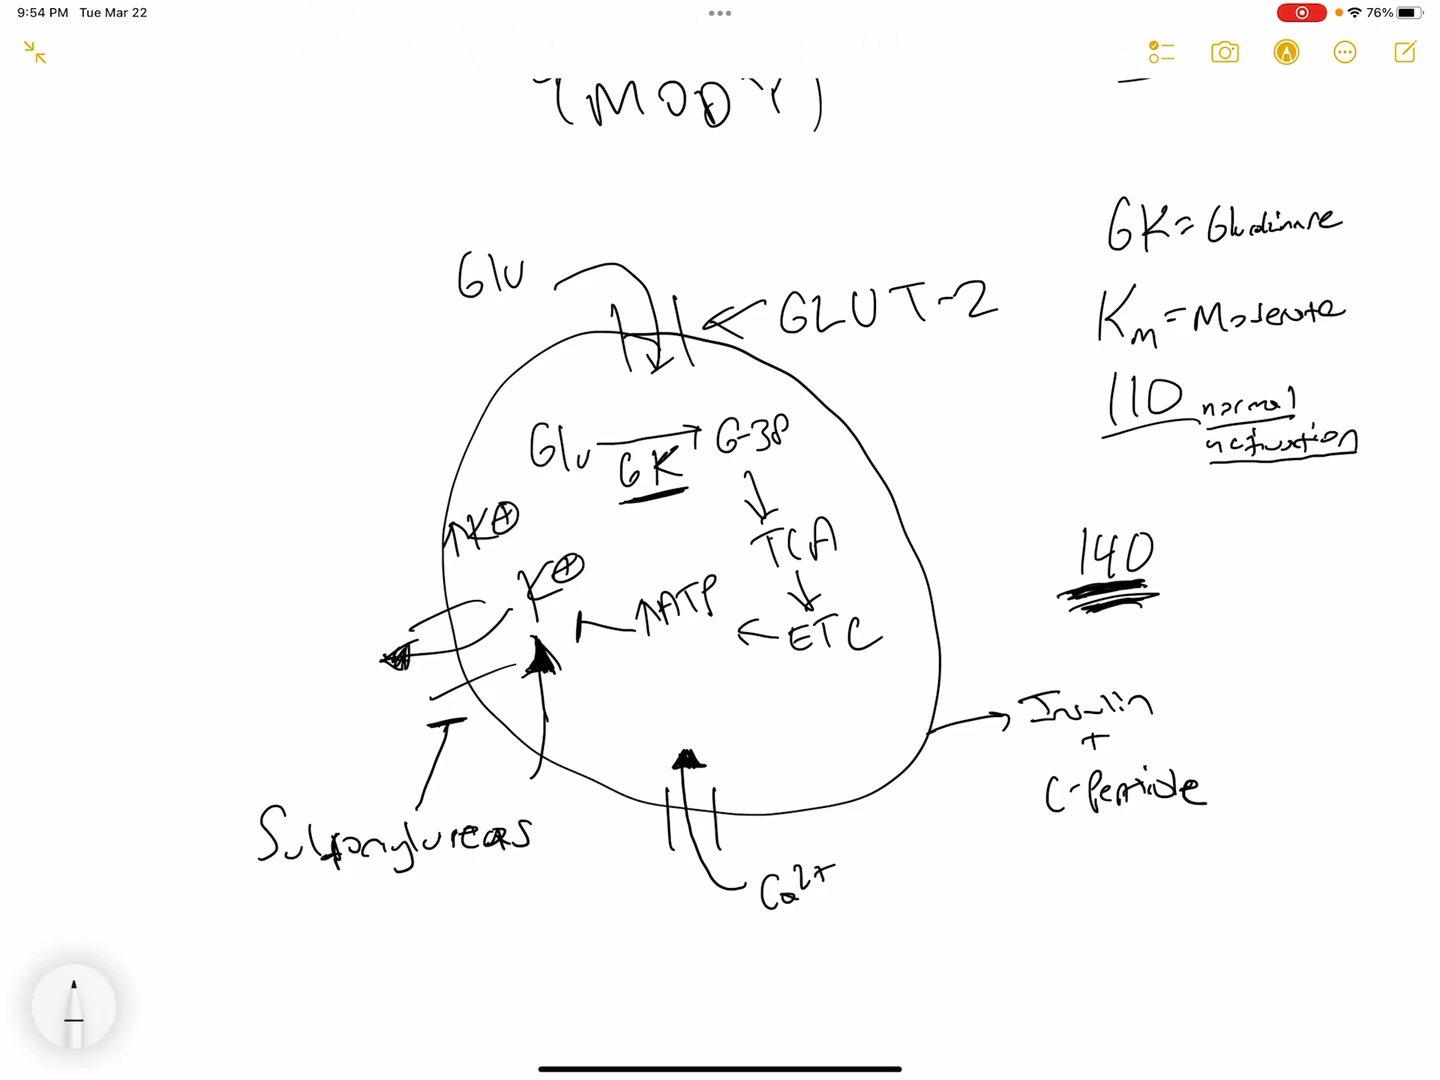 9:54 PM Tue Mar 22
76%
(MODY)
GK = Glucokinase
Km = Moderate
110 normal
activation
140
Glu
GLUT-2
Glu → G-3P
GK
↑K+
TCA
K+
↑ATP
ETC
Insulin
+
C-Peptide
Sulfonylureas
Ca2+